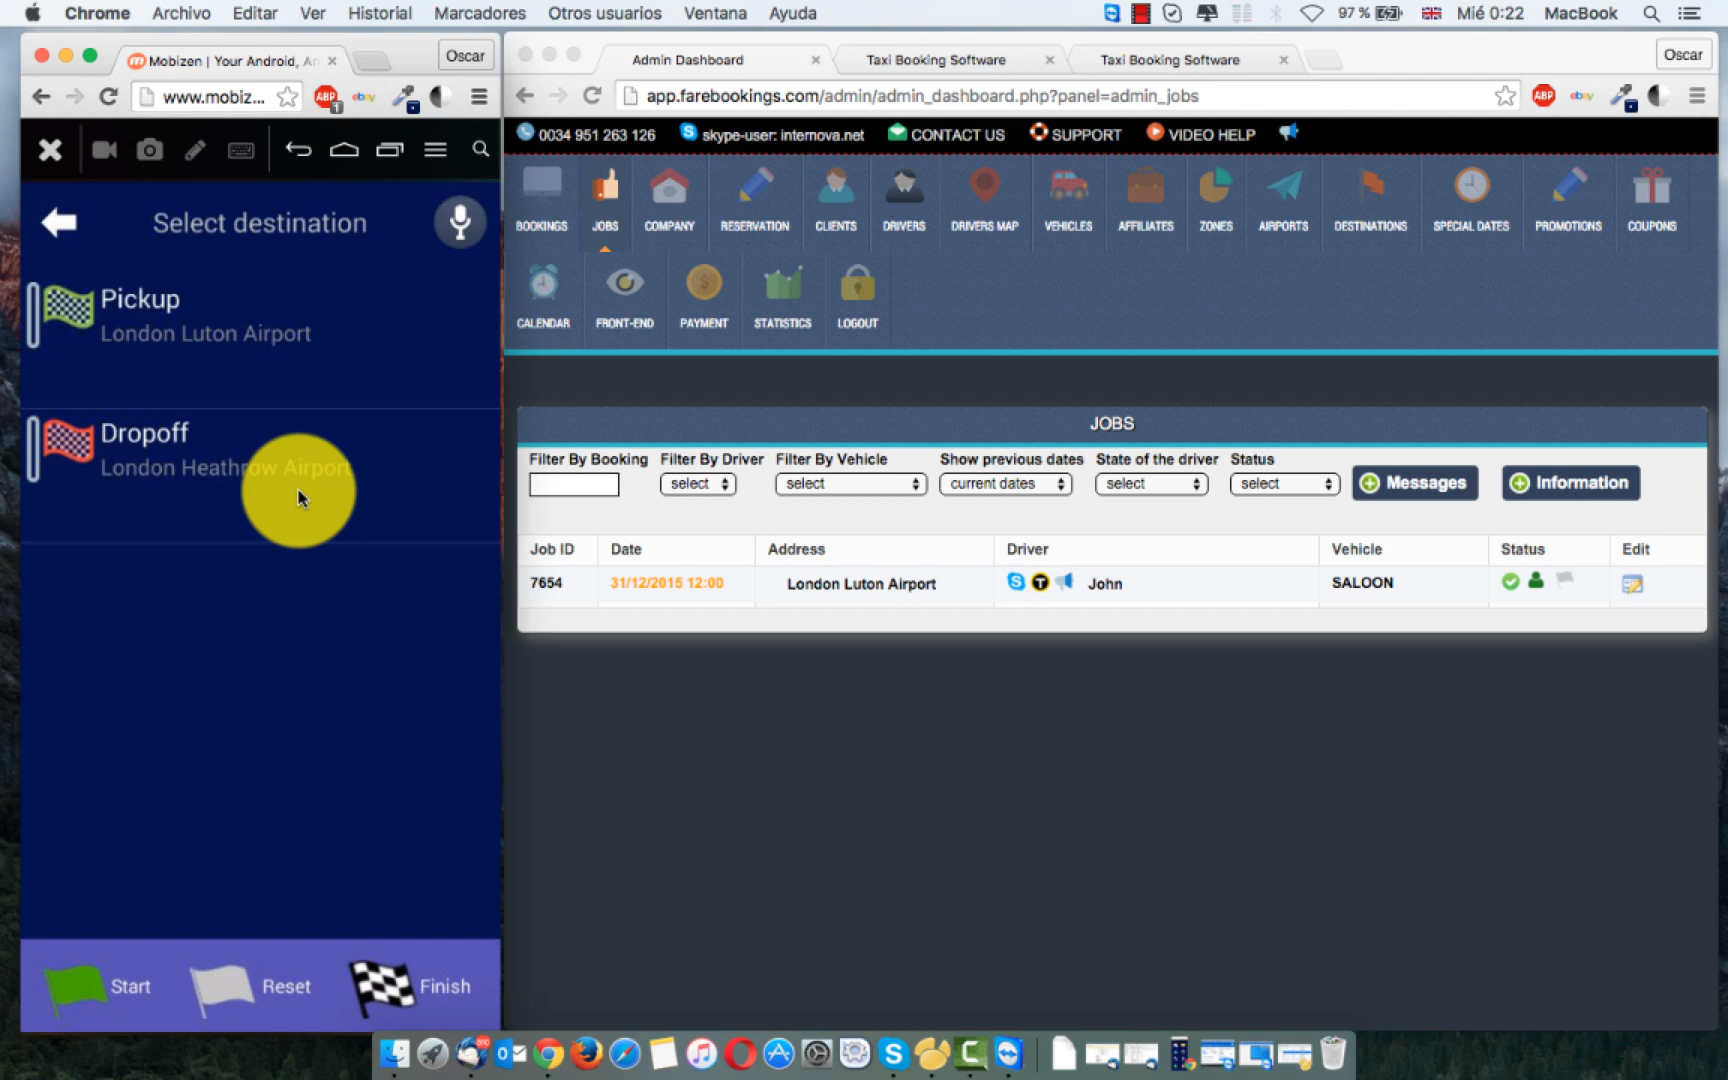 Chrome Archivo Editar Ver Historial Marcadores Otros usuarios Ventana Ayuda 97 % Mié 0:22 MacBook
Mobizen | Your Android, An Oscar
www.mobiz... ABP 1 ebay
Select destination
Pickup
London Luton Airport
Dropoff
London Heathrow Airport
Start Reset Finish
Admin Dashboard Taxi Booking Software Taxi Booking Software Oscar
app.farebookings.com/admin/admin_dashboard.php?panel=admin_jobs ABP ebay
0034 951 263 126 skype-user: internova.net CONTACT US SUPPORT VIDEO HELP
BOOKINGS JOBS COMPANY RESERVATION CLIENTS DRIVERS DRIVERS MAP VEHICLES AFFILIATES ZONES AIRPORTS DESTINATIONS SPECIAL DATES PROMOTIONS COUPONS
CALENDAR FRONT-END PAYMENT STATISTICS LOGOUT
JOBS
Filter By Booking Filter By Driver Filter By Vehicle Show previous dates State of the driver Status
select select current dates select select Messages Information
Job ID Date Address Driver Vehicle Status Edit
7654 31/12/2015 12:00 London Luton Airport John SALOON